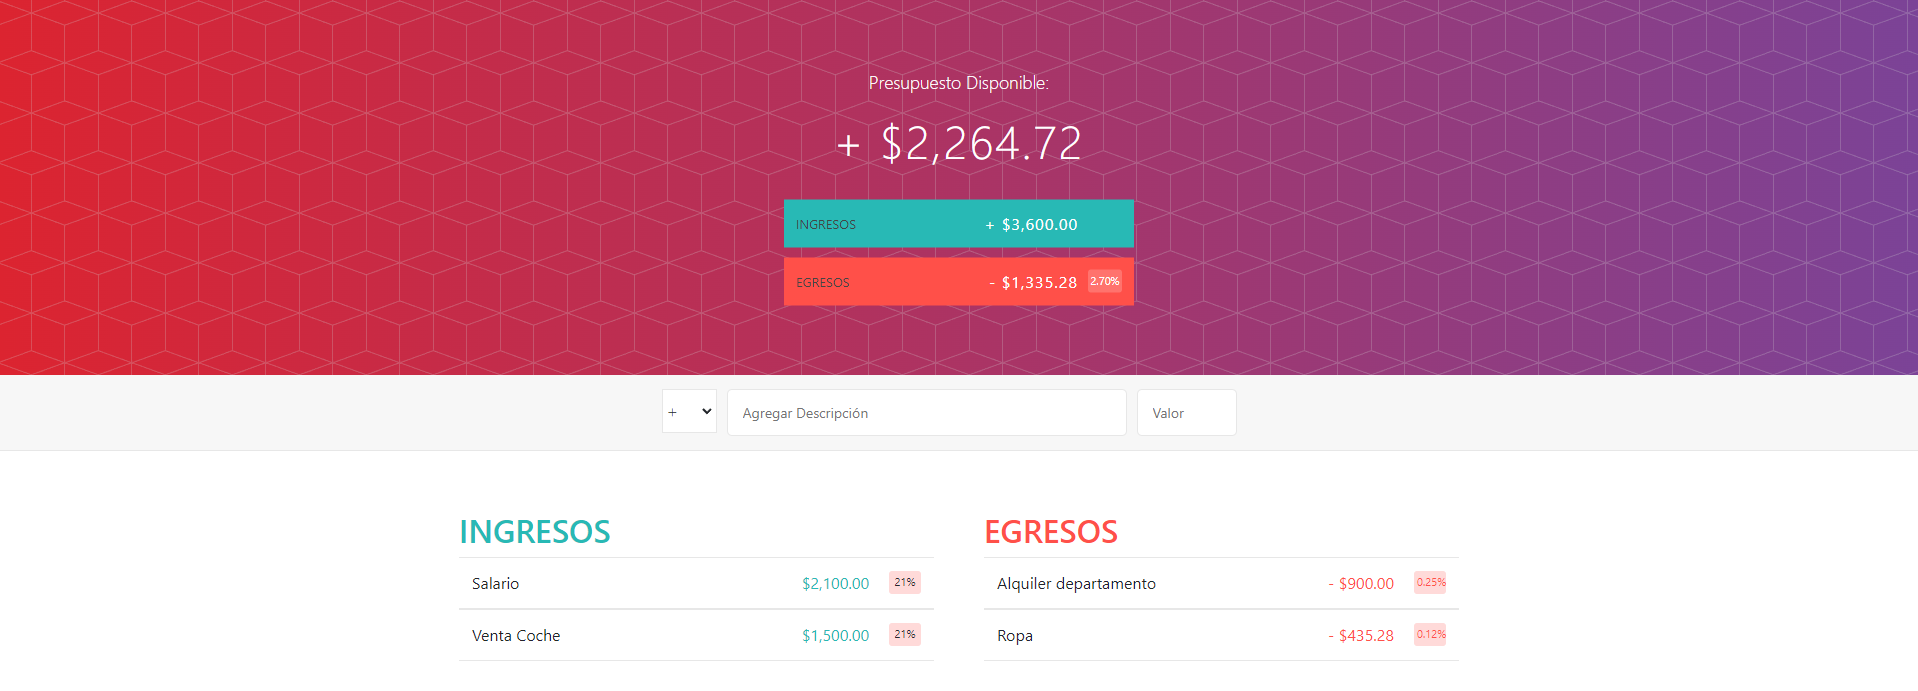 Presupuesto Disponible:
+ $2,264.72
INGRESOS + $3,600.00
EGRESOS - $1,335.28 2.70%
+ Agregar Descripción Valor
INGRESOS
Salario $2,100.00 21%
Venta Coche $1,500.00 21%
EGRESOS
Alquiler departamento - $900.00 0.25%
Ropa - $435.28 0.12%